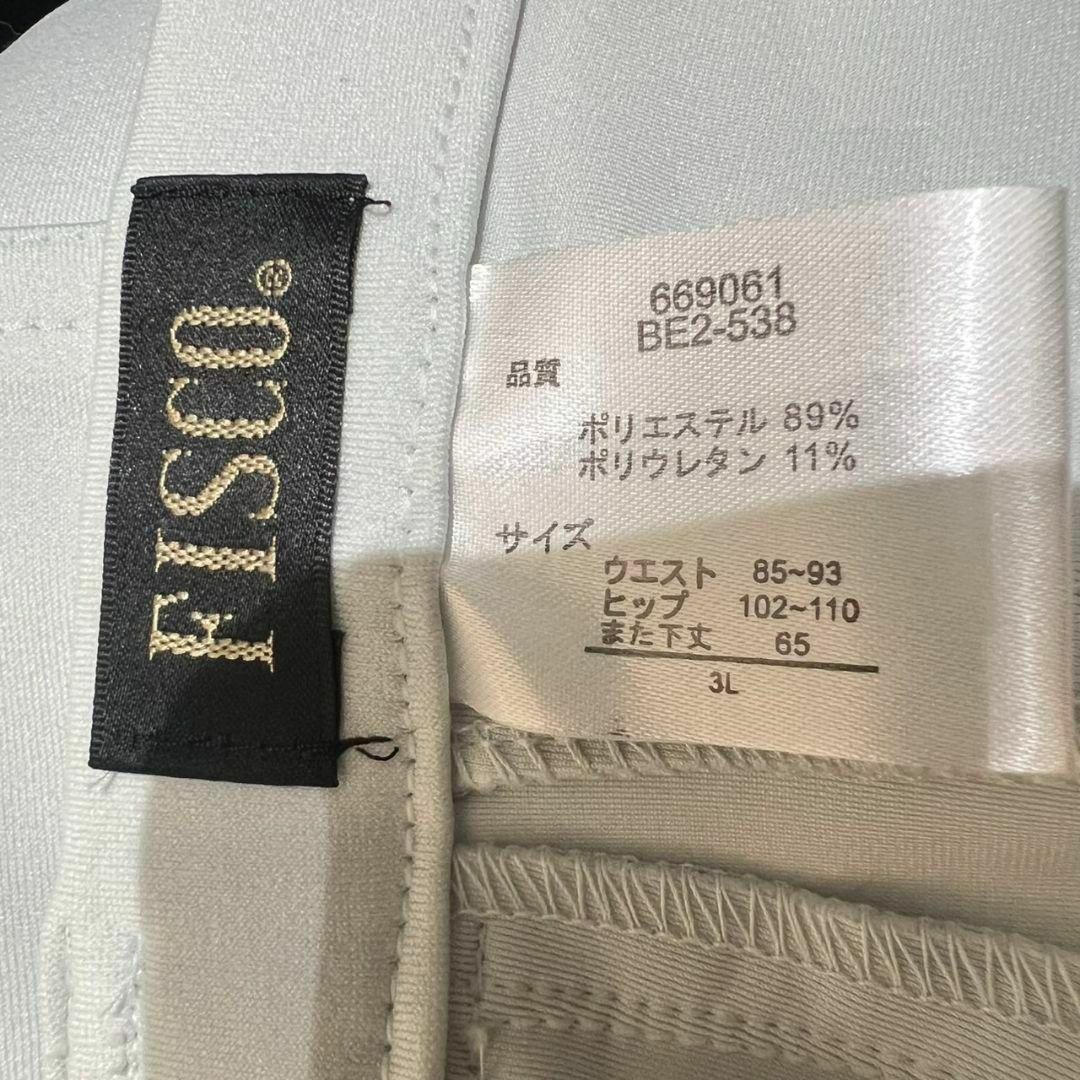 FISCO®
669061
BE2-538
品質
ポリエステル 89%
ポリウレタン 11%
サイズ
ウエスト 85~93
ヒップ 102~110
また下丈 65
3L